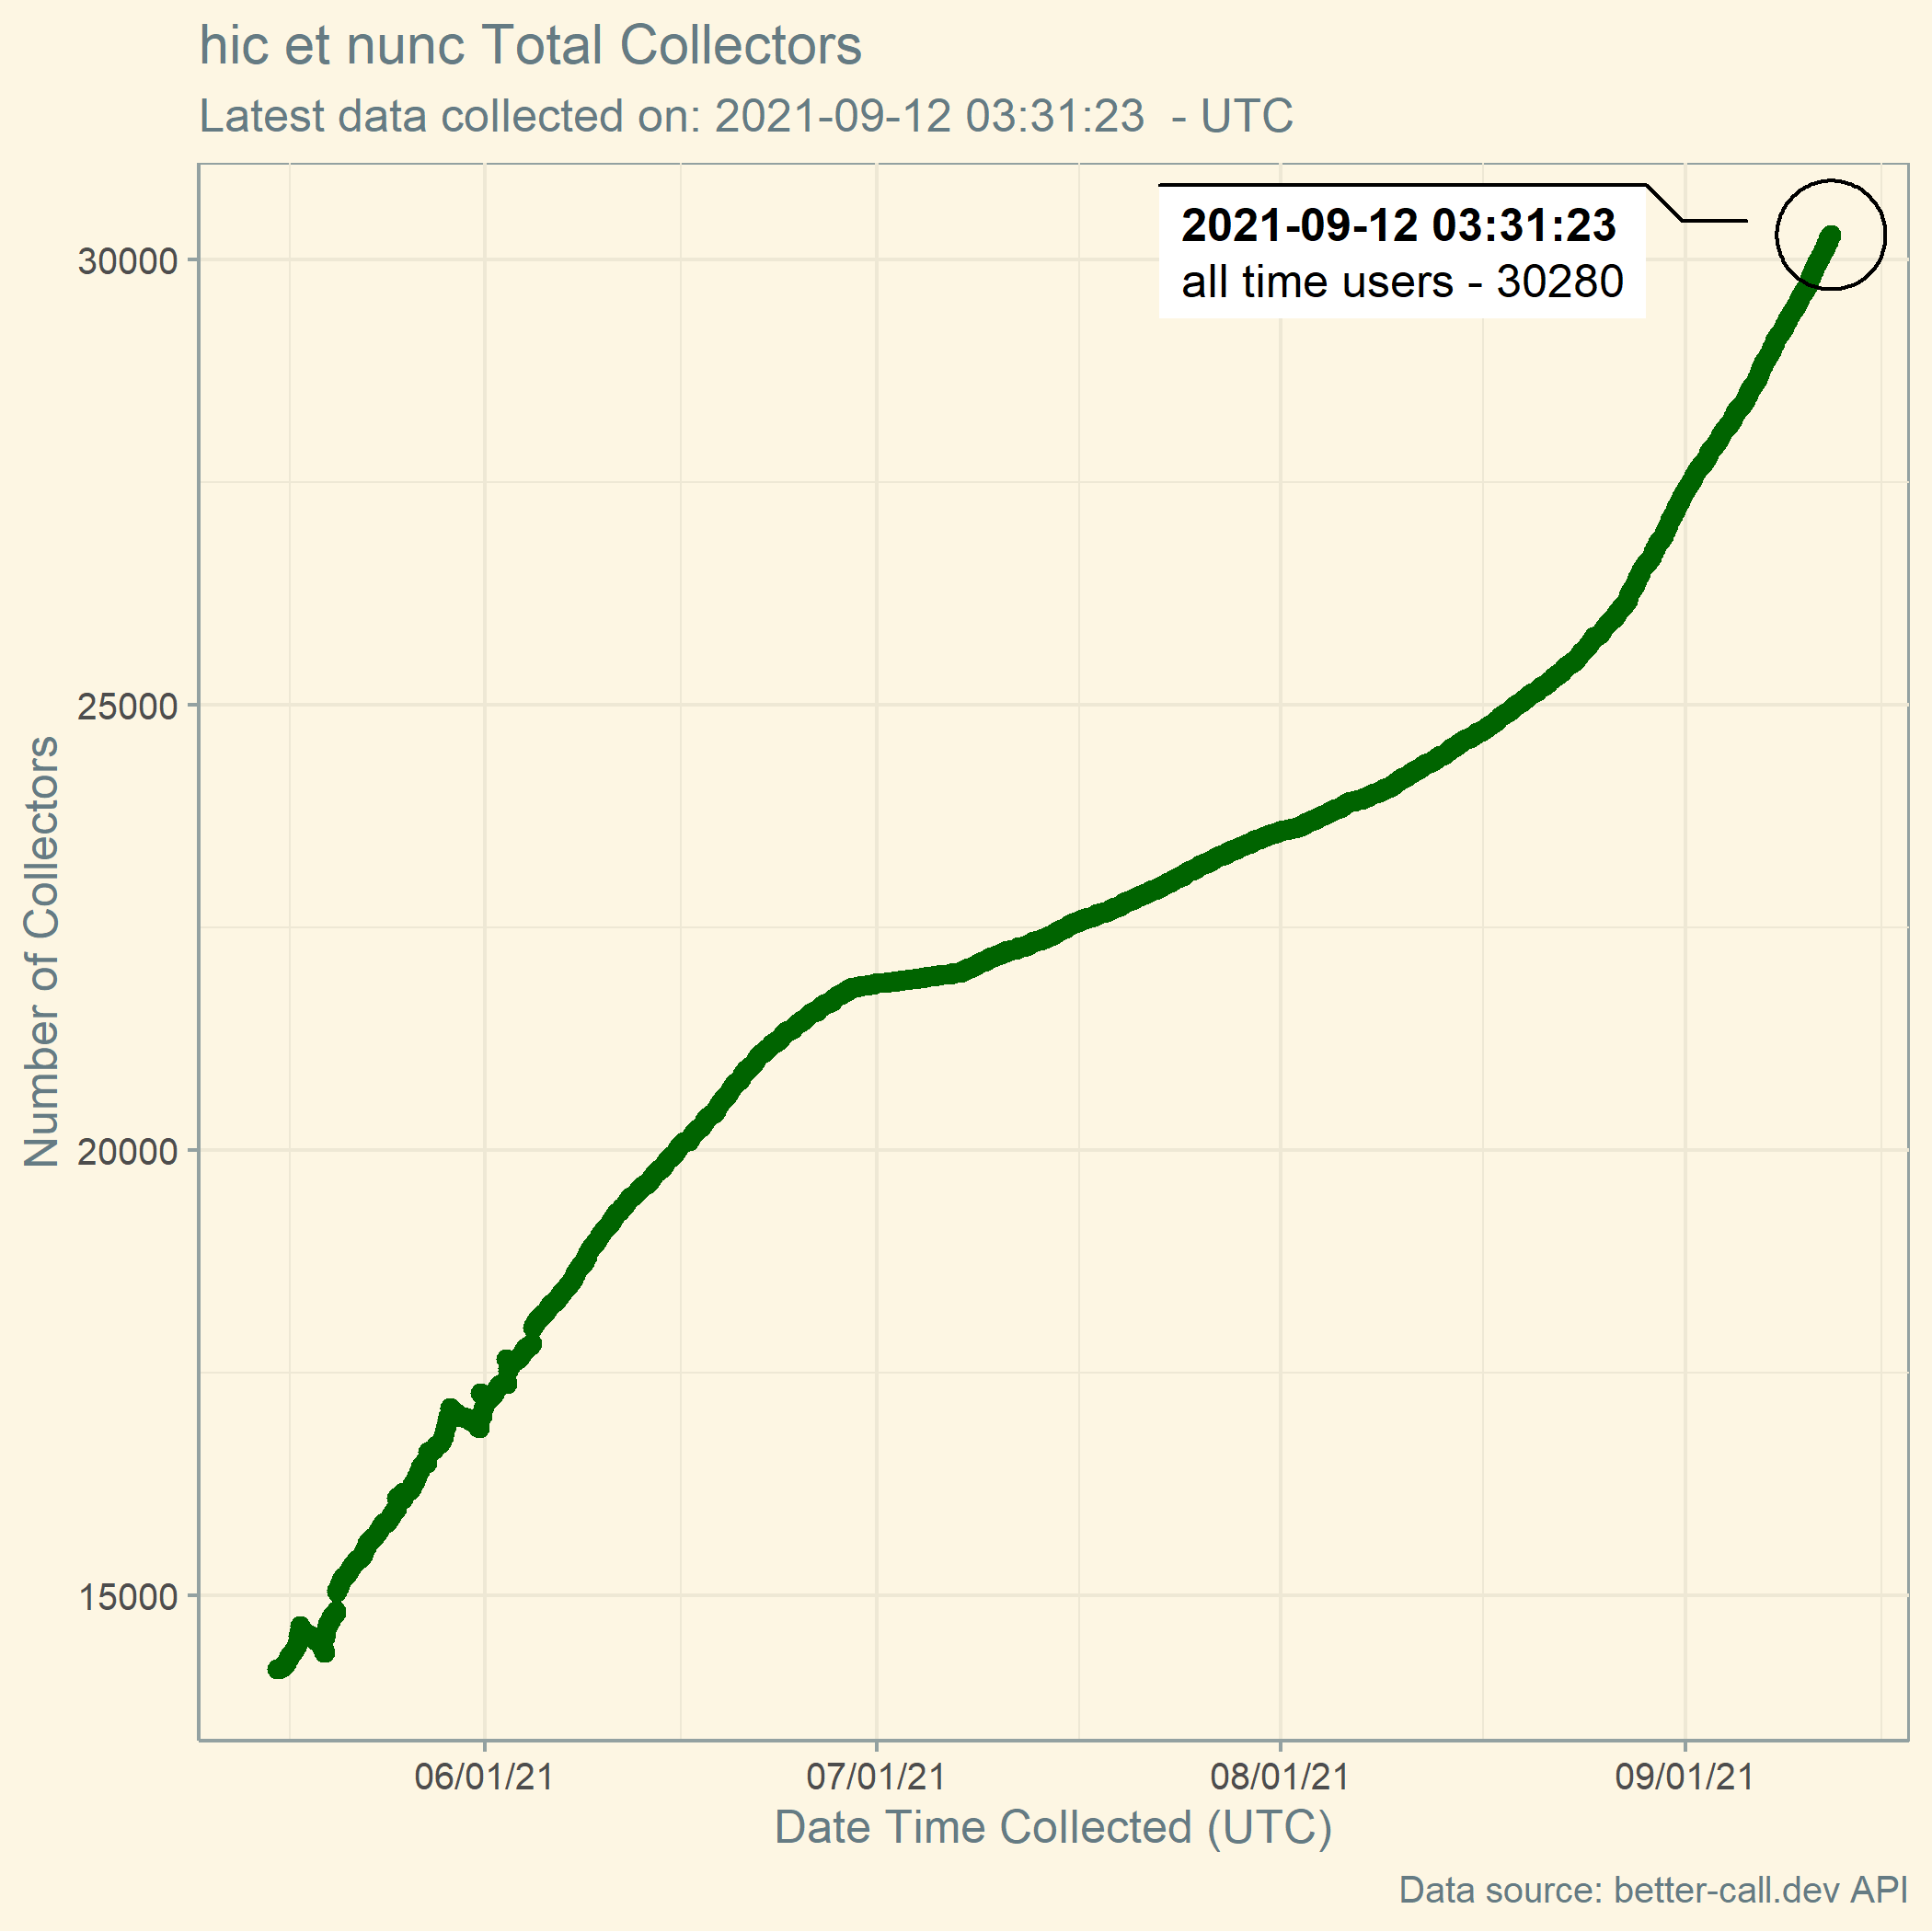 hic et nunc Total Collectors
Latest data collected on: 2021-09-12 03:31:23  - UTC
2021-09-12 03:31:23
all time users - 30280
30000
25000
20000
15000
Number of Collectors
06/01/21
07/01/21
08/01/21
09/01/21
Date Time Collected (UTC)
Data source: better-call.dev API